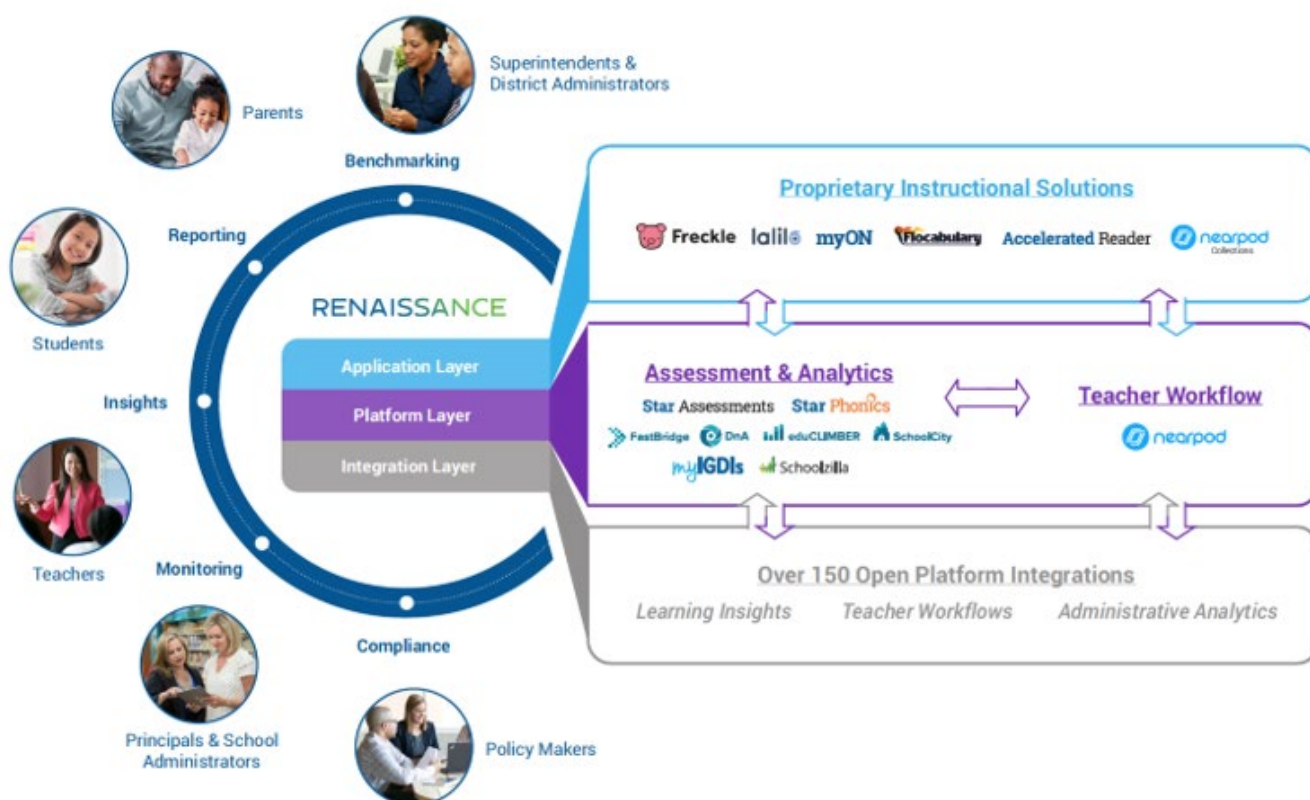 Superintendents &
District Administrators
Parents
Benchmarking
Reporting
Students
Insights
Teachers
Monitoring
Principals & School
Administrators
Compliance
Policy Makers
RENAISSANCE
Application Layer
Platform Layer
Integration Layer
Proprietary Instructional Solutions
Freckle
lalilo
myON
Flocabulary
Accelerated Reader
nearpod
Collections
Assessment & Analytics
Star Assessments
Star Phonics
FastBridge
DnA
eduCLIMBER
SchoolCity
myIGDIs
Schoolzilla
Teacher Workflow
nearpod
Over 150 Open Platform Integrations
Learning Insights
Teacher Workflows
Administrative Analytics